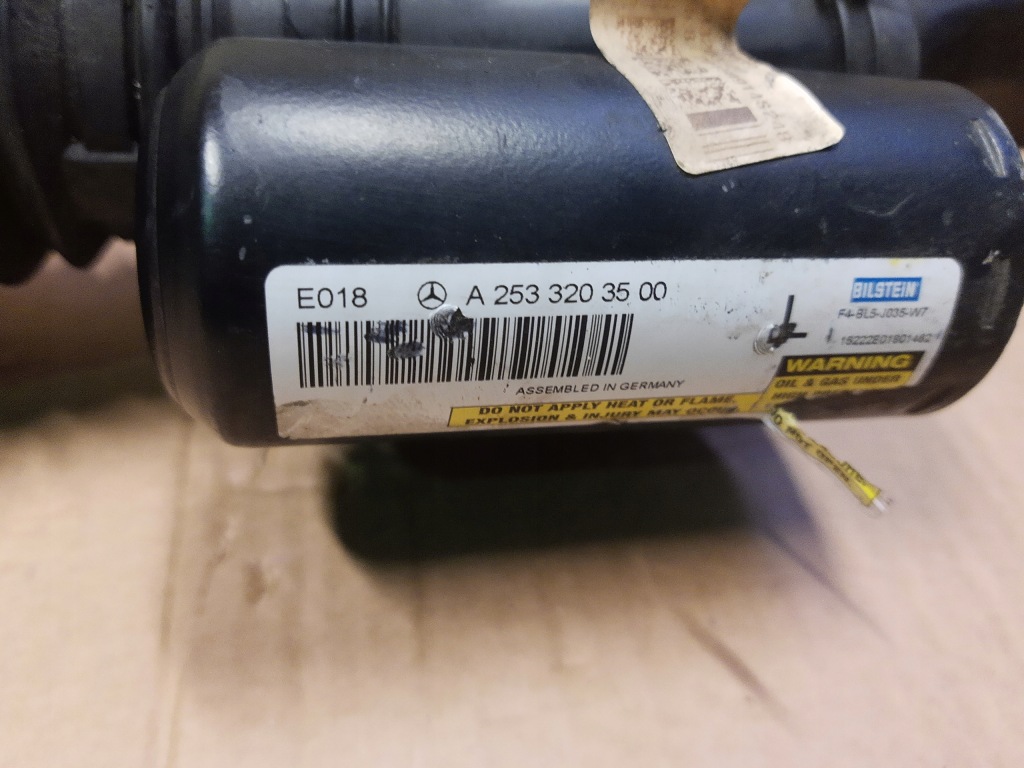 E018 A 253 320 35 00
BILSTEIN
F4-BL5-J035-W7
ASSEMBLED IN GERMANY
WARNING
OIL & GAS UNDER
DO NOT APPLY HEAT OR FLAME,
EXPLOSION & INJURY MAY OCCUR